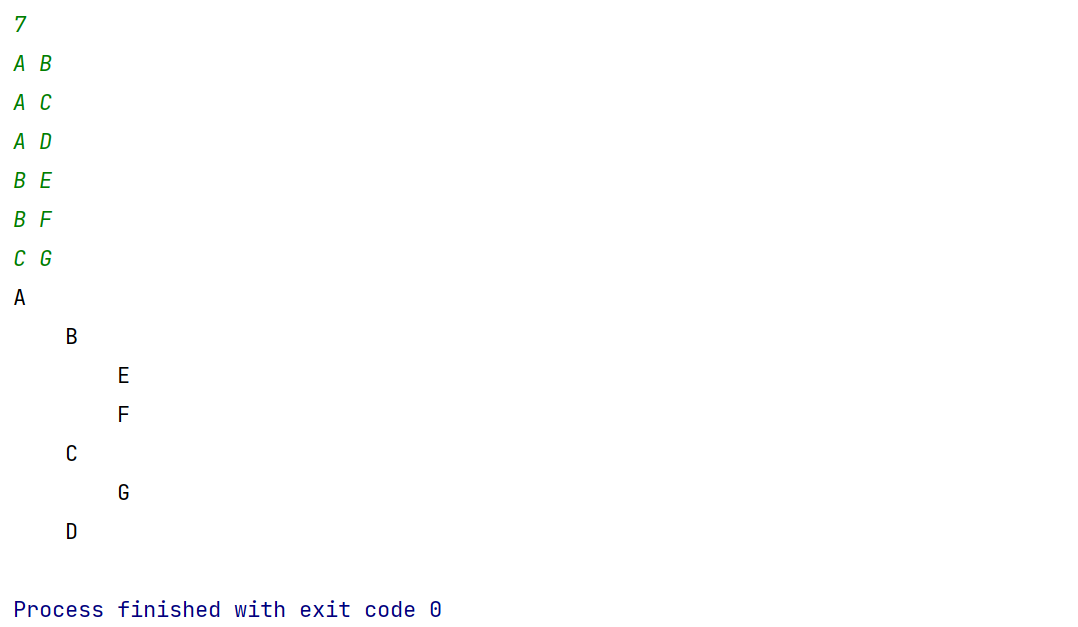 7
A B
A C
A D
B E
B F
C G
A
    B
        E
        F
    C
        G
    D

Process finished with exit code 0